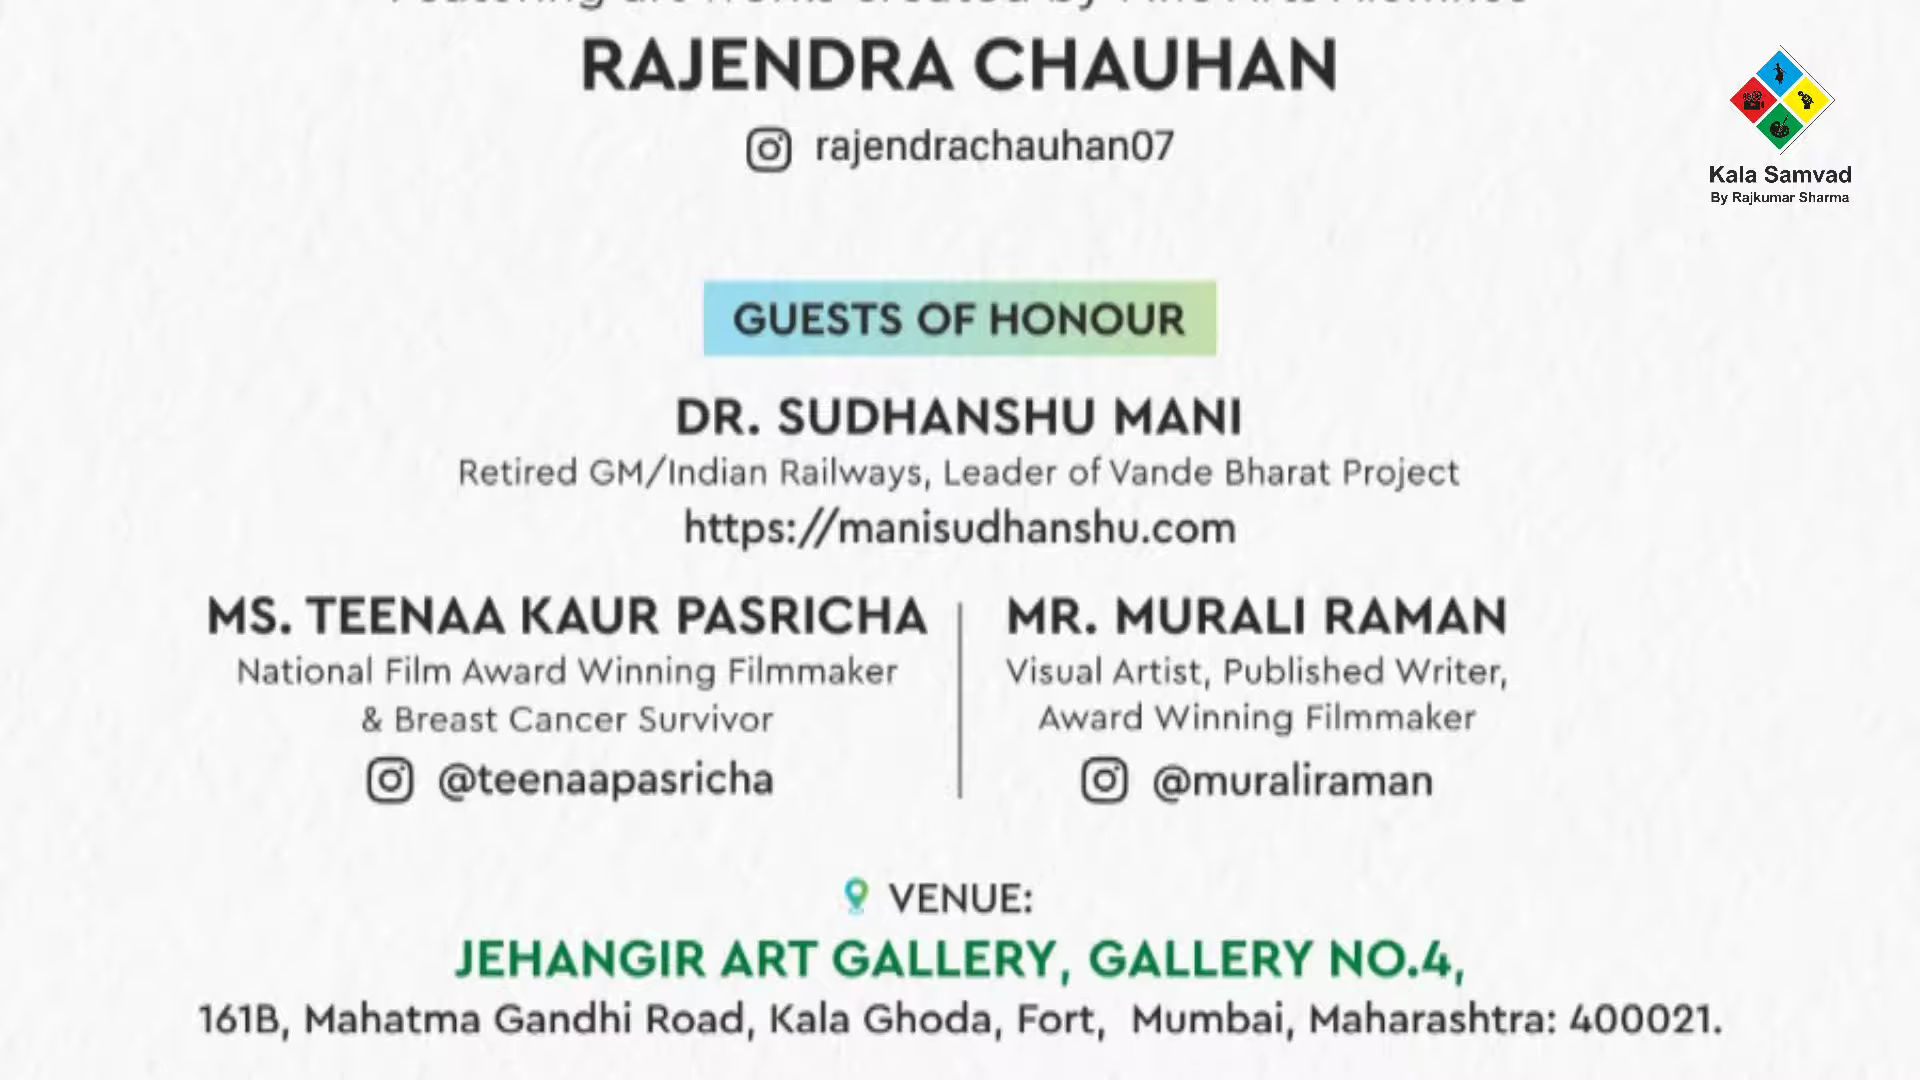 RAJENDRA CHAUHAN
rajendrachauhan07
Kala Samvad
By Rajkumar Sharma
GUESTS OF HONOUR
DR. SUDHANSHU MANI
Retired GM/Indian Railways, Leader of Vande Bharat Project
https://manisudhanshu.com
MS. TEENAA KAUR PASRICHA
National Film Award Winning Filmmaker
& Breast Cancer Survivor
@teenaapasricha
MR. MURALI RAMAN
Visual Artist, Published Writer,
Award Winning Filmmaker
@muraliraman
VENUE:
JEHANGIR ART GALLERY, GALLERY NO.4,
161B, Mahatma Gandhi Road, Kala Ghoda, Fort, Mumbai, Maharashtra: 400021.